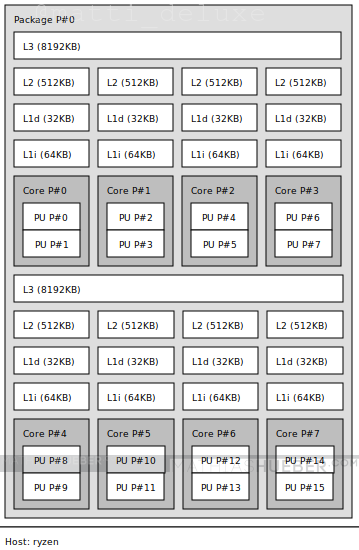 Package P#0
L3 (8192KB)
L2 (512KB) L2 (512KB) L2 (512KB) L2 (512KB)
L1d (32KB) L1d (32KB) L1d (32KB) L1d (32KB)
L1i (64KB) L1i (64KB) L1i (64KB) L1i (64KB)
Core P#0 Core P#1 Core P#2 Core P#3
PU P#0 PU P#2 PU P#4 PU P#6
PU P#1 PU P#3 PU P#5 PU P#7
L3 (8192KB)
L2 (512KB) L2 (512KB) L2 (512KB) L2 (512KB)
L1d (32KB) L1d (32KB) L1d (32KB) L1d (32KB)
L1i (64KB) L1i (64KB) L1i (64KB) L1i (64KB)
Core P#4 Core P#5 Core P#6 Core P#7
PU P#8 PU P#10 PU P#12 PU P#14
PU P#9 PU P#11 PU P#13 PU P#15
Host: ryzen